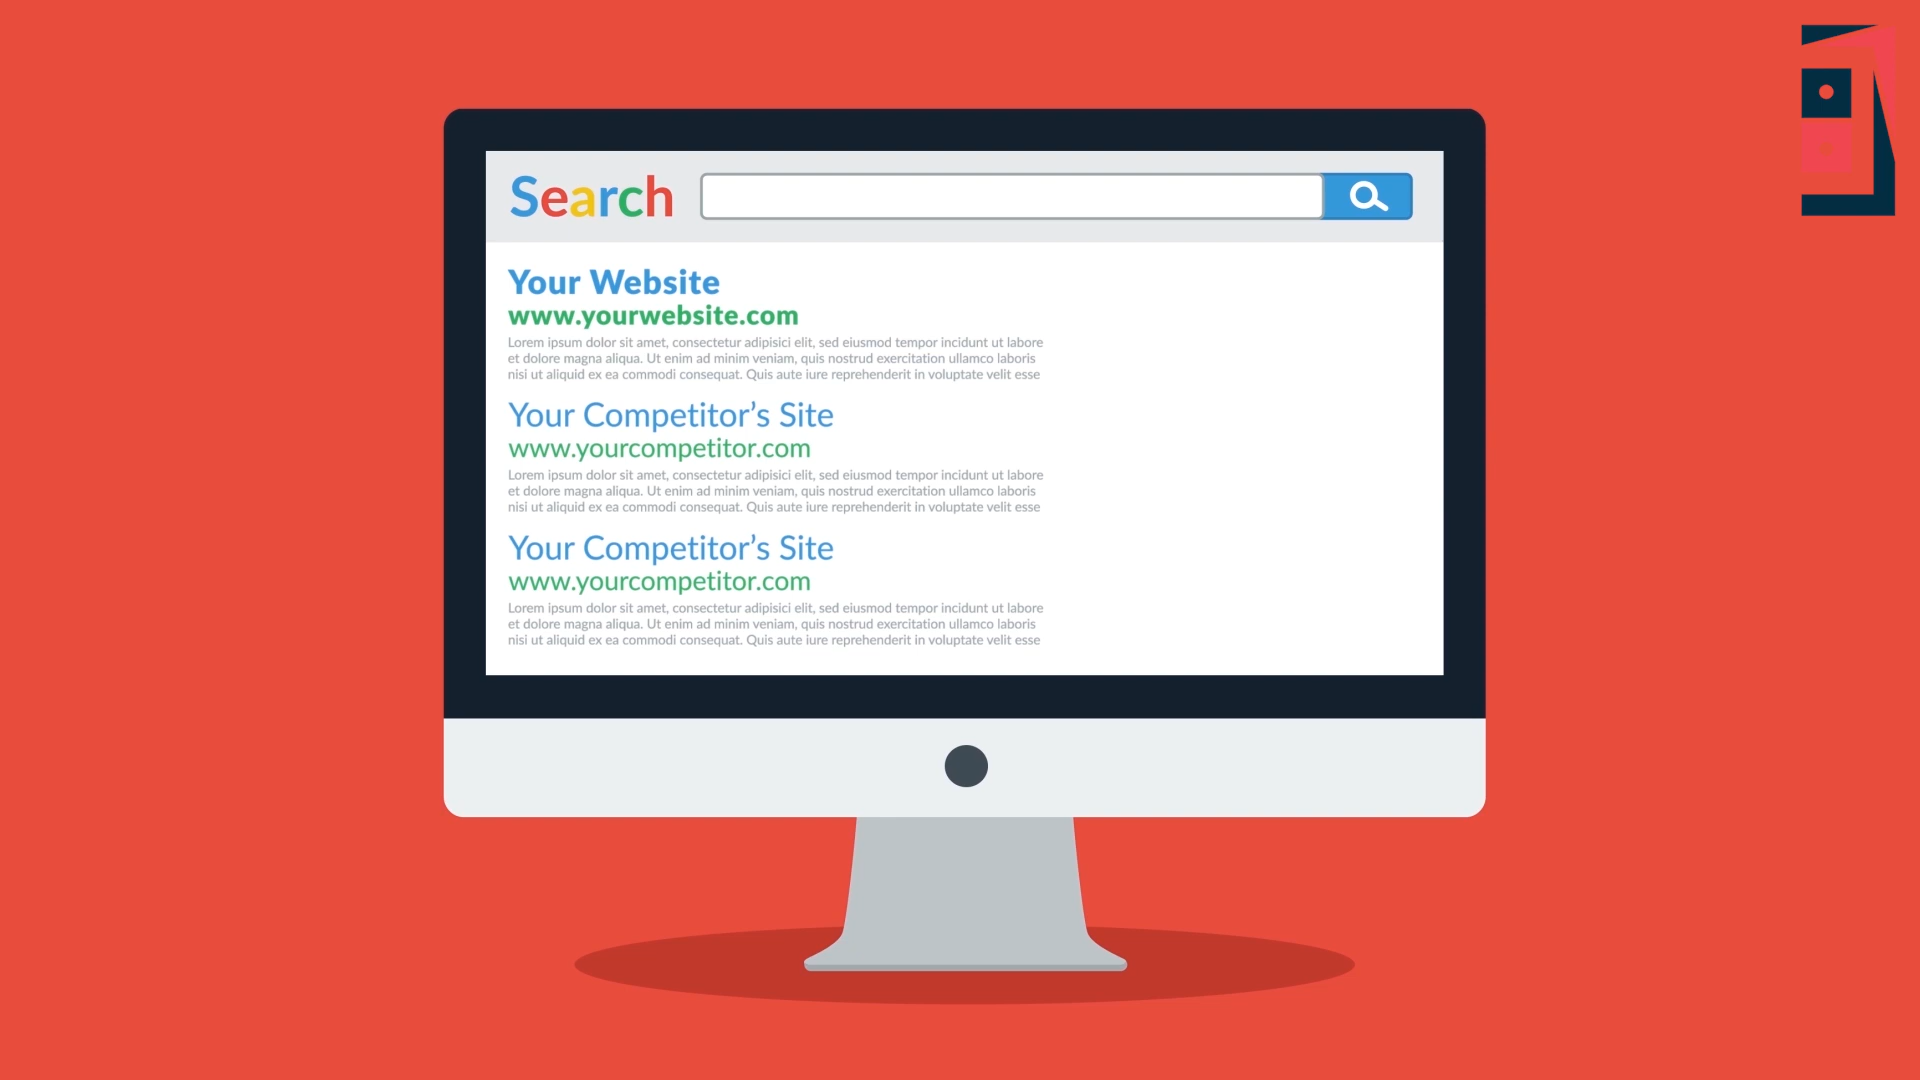 Search
Your Website
www.yourwebsite.com
Lorem ipsum dolor sit amet, consectetur adipisici elit, sed eiusmod tempor incidunt ut labore
et dolore magna aliqua. Ut enim ad minim veniam, quis nostrud exercitation ullamco laboris
nisi ut aliquid ex ea commodi consequat. Quis aute iure reprehenderit in voluptate velit esse
Your Competitor’s Site
www.yourcompetitor.com
Lorem ipsum dolor sit amet, consectetur adipisici elit, sed eiusmod tempor incidunt ut labore
et dolore magna aliqua. Ut enim ad minim veniam, quis nostrud exercitation ullamco laboris
nisi ut aliquid ex ea commodi consequat. Quis aute iure reprehenderit in voluptate velit esse
Your Competitor’s Site
www.yourcompetitor.com
Lorem ipsum dolor sit amet, consectetur adipisici elit, sed eiusmod tempor incidunt ut labore
et dolore magna aliqua. Ut enim ad minim veniam, quis nostrud exercitation ullamco laboris
nisi ut aliquid ex ea commodi consequat. Quis aute iure reprehenderit in voluptate velit esse